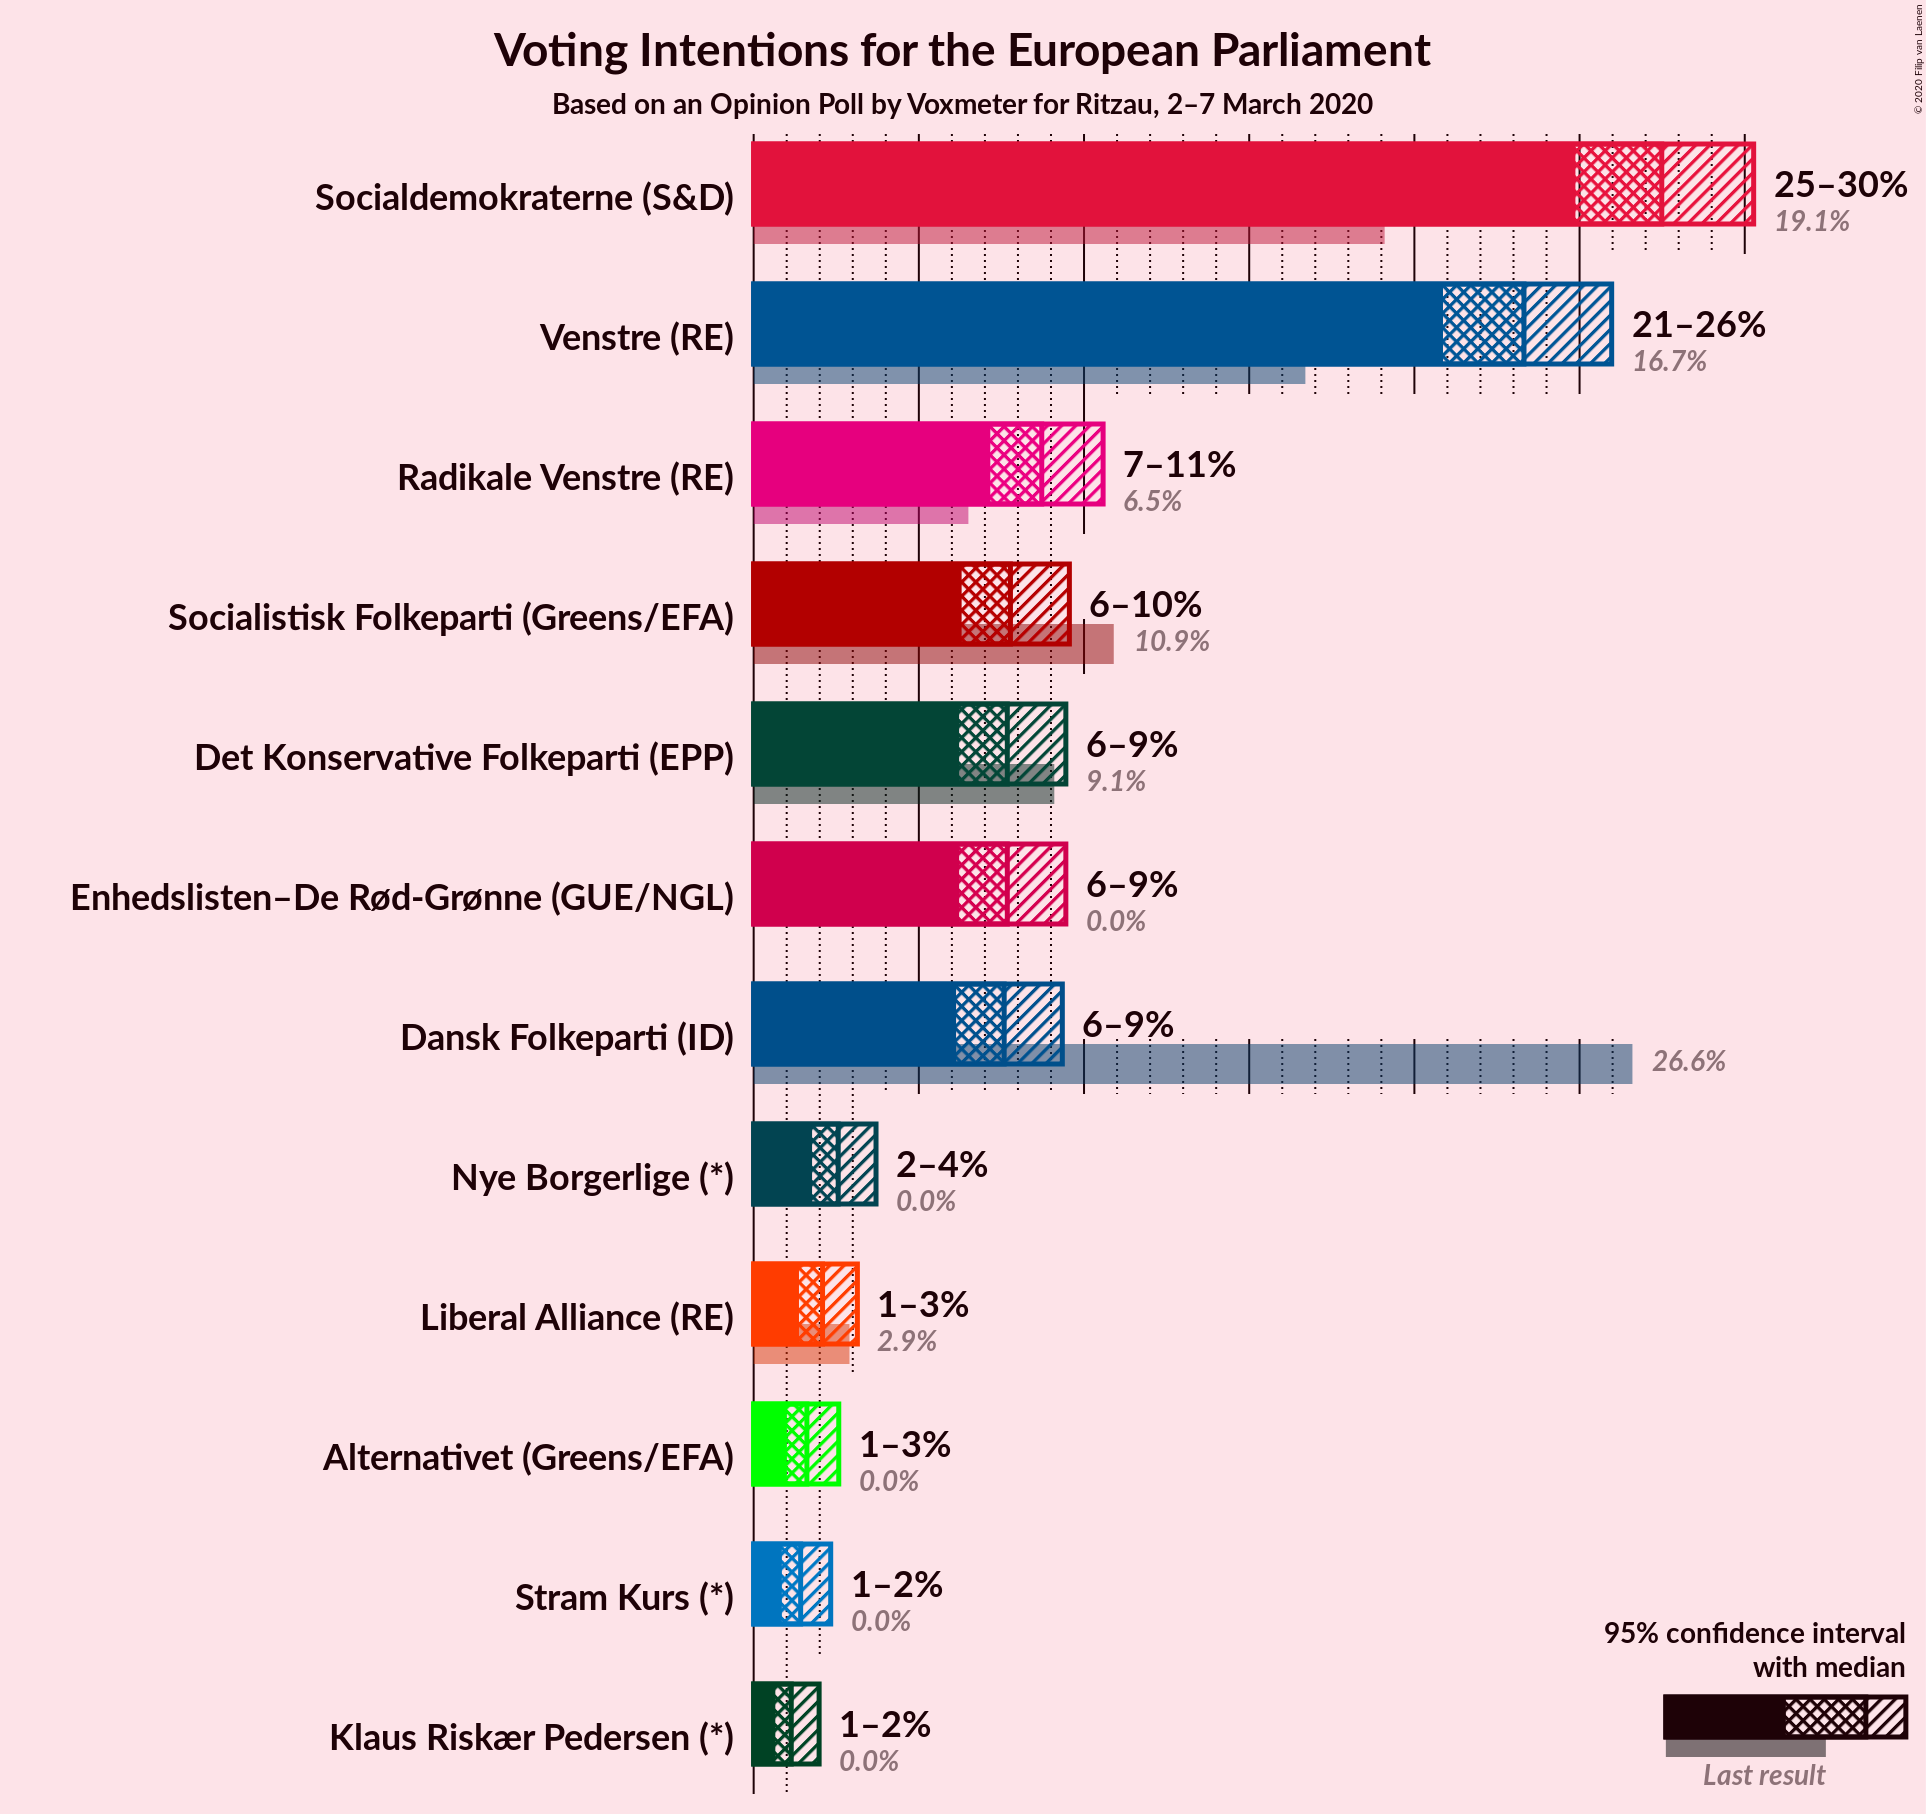 Voting Intentions for the European Parliament
Based on an Opinion Poll by Voxmeter for Ritzau, 2–7 March 2020
© 2020 Filip van Laenen
Socialdemokraterne (S&D)
25–30%
19.1%
Venstre (RE)
21–26%
16.7%
Radikale Venstre (RE)
7–11%
6.5%
Socialistisk Folkeparti (Greens/EFA)
6–10%
10.9%
Det Konservative Folkeparti (EPP)
6–9%
9.1%
Enhedslisten–De Rød-Grønne (GUE/NGL)
6–9%
0.0%
Dansk Folkeparti (ID)
6–9%
26.6%
Nye Borgerlige (*)
2–4%
0.0%
Liberal Alliance (RE)
1–3%
2.9%
Alternativet (Greens/EFA)
1–3%
0.0%
Stram Kurs (*)
1–2%
0.0%
Klaus Riskær Pedersen (*)
1–2%
0.0%
95% confidence interval
with median
Last result